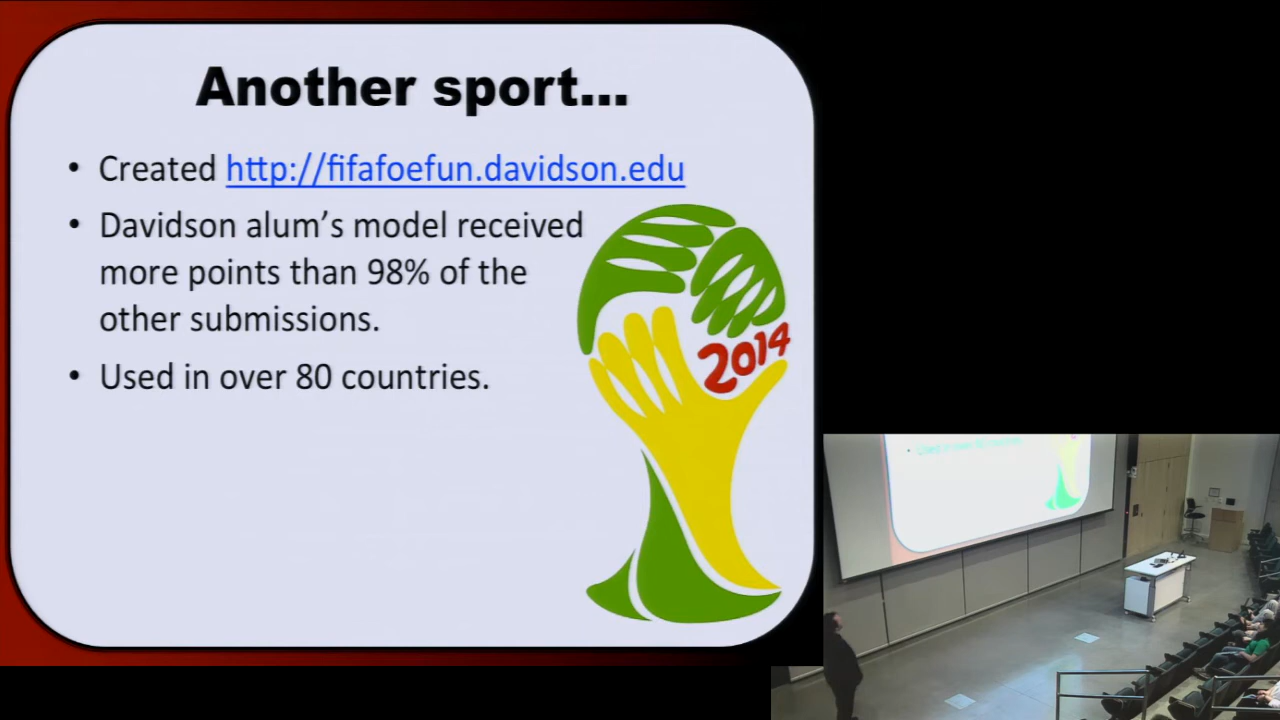 Another sport...
• Created http://fifafoefun.davidson.edu
• Davidson alum's model received
more points than 98% of the
other submissions.
• Used in over 80 countries.
2014